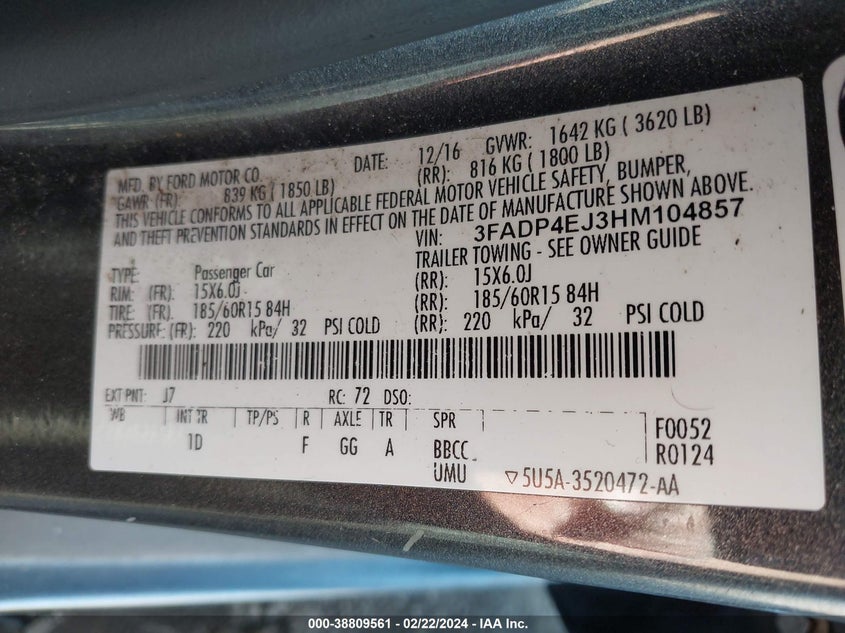 MFD. BY FORD MOTOR CO. DATE: 12/16 GVWR: 1642 KG ( 3620 LB)
GAWR (FR): 839 KG ( 1850 LB) (RR): 816 KG ( 1800 LB)
THIS VEHICLE CONFORMS TO ALL APPLICABLE FEDERAL MOTOR VEHICLE SAFETY, BUMPER,
AND THEFT PREVENTION STANDARDS IN EFFECT ON THE DATE OF MANUFACTURE SHOWN ABOVE.
VIN: 3FADP4EJ3HM104857
TRAILER TOWING - SEE OWNER GUIDE
TYPE: Passenger Car
RIM: (FR): 15X6.0J (RR): 15X6.0J
TIRE: (FR): 185/60R15 84H (RR): 185/60R15 84H
PRESSURE: (FR): 220 kPa/ 32 PSI COLD (RR): 220 kPa/ 32 PSI COLD
EXT PNT: J7 RC: 72 DSO:
WB INT TR TP/PS R AXLE TR SPR F0052
1D F GG A BBCC R0124
UMU ▽5U5A-3520472-AA
000-38809561 - 02/22/2024 - IAA Inc.